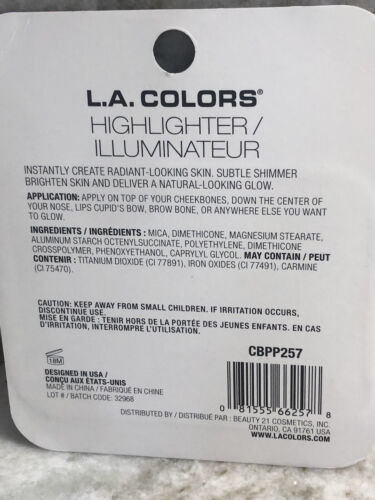 L.A. COLORS®
HIGHLIGHTER /
ILLUMINATEUR
INSTANTLY CREATE RADIANT-LOOKING SKIN. SUBTLE SHIMMER
BRIGHTEN SKIN AND DELIVER A NATURAL-LOOKING GLOW.
APPLICATION: APPLY ON TOP OF YOUR CHEEKBONES, DOWN THE CENTER OF
YOUR NOSE, LIPS CUPID'S BOW, BROW BONE, OR ANYWHERE ELSE YOU WANT
TO GLOW.
INGREDIENTS / INGRÉDIENTS : MICA, DIMETHICONE, MAGNESIUM STEARATE,
ALUMINUM STARCH OCTENYLSUCCINATE, POLYETHYLENE, DIMETHICONE
CROSSPOLYMER, PHENOXYETHANOL, CAPRYLYL GLYCOL. MAY CONTAIN / PEUT
CONTENIR : TITANIUM DIOXIDE (CI 77891), IRON OXIDES (CI 77491), CARMINE
(CI 75470).
CAUTION: KEEP AWAY FROM SMALL CHILDREN. IF IRRITATION OCCURS,
DISCONTINUE USE.
MISE EN GARDE : TENIR HORS DE LA PORTÉE DES JEUNES ENFANTS. EN CAS
D'IRRITATION, INTERROMPRE L'UTILISATION.
18M
DESIGNED IN USA /
CONÇU AUX ÉTATS-UNIS
MADE IN CHINA / FABRIQUÉ EN CHINE
LOT # / BATCH CODE: 32968
CBPP257
0 81555 66257 8
DISTRIBUTED BY / DISTRIBUÉ PAR : BEAUTY 21 COSMETICS, INC.
ONTARIO, CA 91761 USA
WWW.LACOLORS.COM